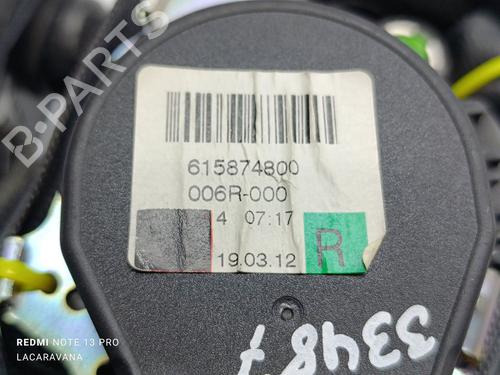 B-PARTS
615874800
006R-000
4 07:17
19.03.12
R
3348
REDMI NOTE 13 PRO
LACARAVANA